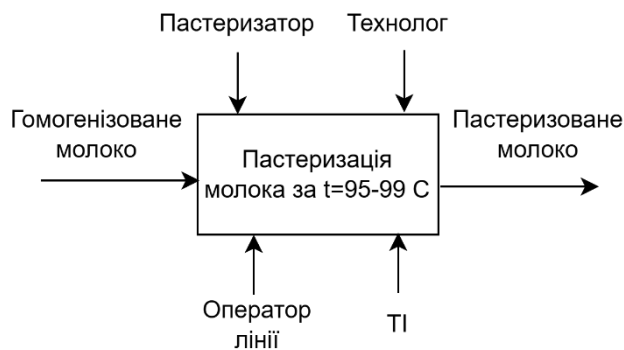 Пастеризатор
Технолог
Гомогенізоване
молоко
Пастеризація
молока за t=95-99 С
Пастеризоване
молоко
Оператор
лінії
ТІ